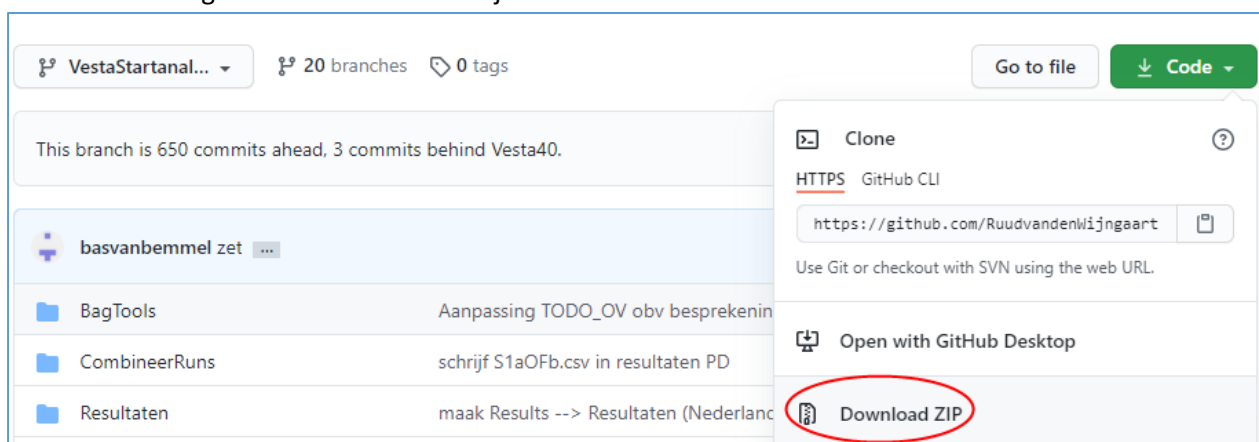 VestaStartanal... 20 branches 0 tags Go to file Code
This branch is 650 commits ahead, 3 commits behind Vesta40.
basvanbemmel zet ...
BagTools Aanpassing TODO_OV obv besprekenin
CombineerRuns schrijf S1aOFb.csv in resultaten PD
Resultaten maak Results --> Resultaten (Nederlanc
Clone
HTTPS GitHub CLI
https://github.com/RuudvandenWijngaart
Use Git or checkout with SVN using the web URL.
Open with GitHub Desktop
Download ZIP